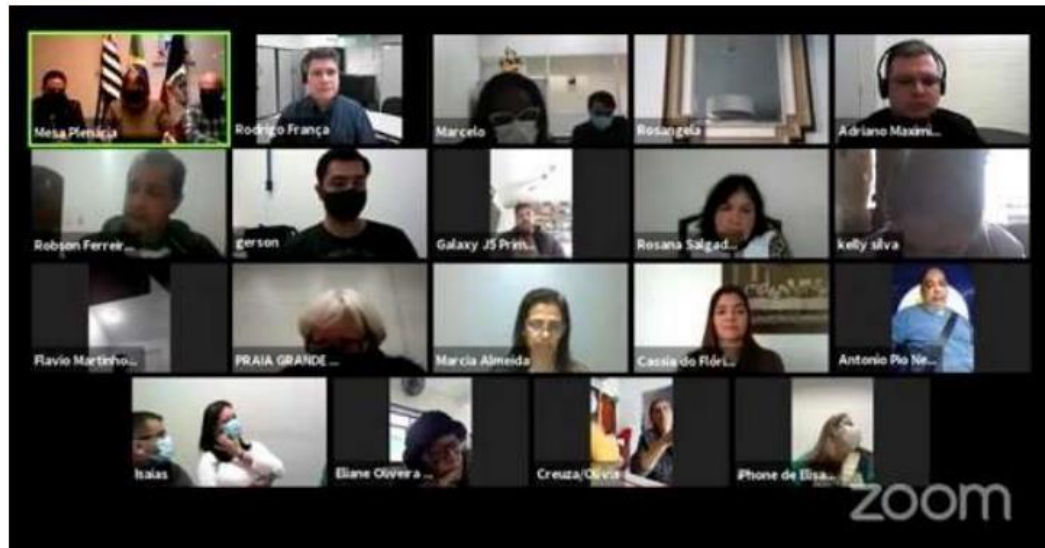 Mesa Plenária
Rodrigo França
Marcelo
Rosangela
Adriano Maximi...
Robson Ferreir...
gerson
Galaxy J5 Prim...
Rosana Salgad...
kelly silva
Flavio Martinho...
PRAIA GRANDE ...
Marcia Almeida
Cassia do Flóri...
Antonio Pio Ne...
Isaias
Eliane Oliveira ...
Creuza/Olivia
iPhone de Elisa...
zoom